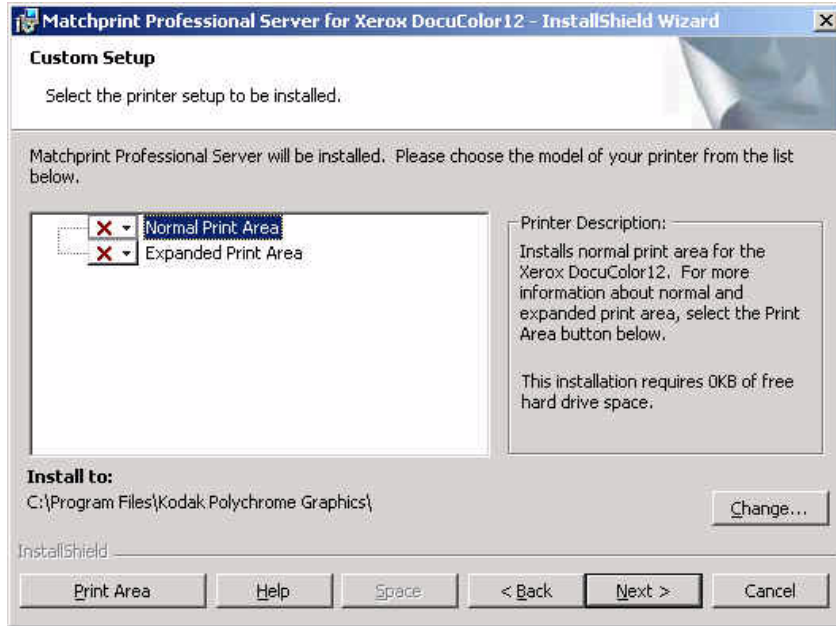 Matchprint Professional Server for Xerox DocuColor12 - InstallShield Wizard
Custom Setup
Select the printer setup to be installed.
Matchprint Professional Server will be installed. Please choose the model of your printer from the list
below.
Normal Print Area
Expanded Print Area
Printer Description:
Installs normal print area for the
Xerox DocuColor12. For more
information about normal and
expanded print area, select the Print
Area button below.
This installation requires 0KB of free
hard drive space.
Install to:
C:\Program Files\Kodak Polychrome Graphics\
Change...
InstallShield
Print Area
Help
Space
< Back
Next >
Cancel